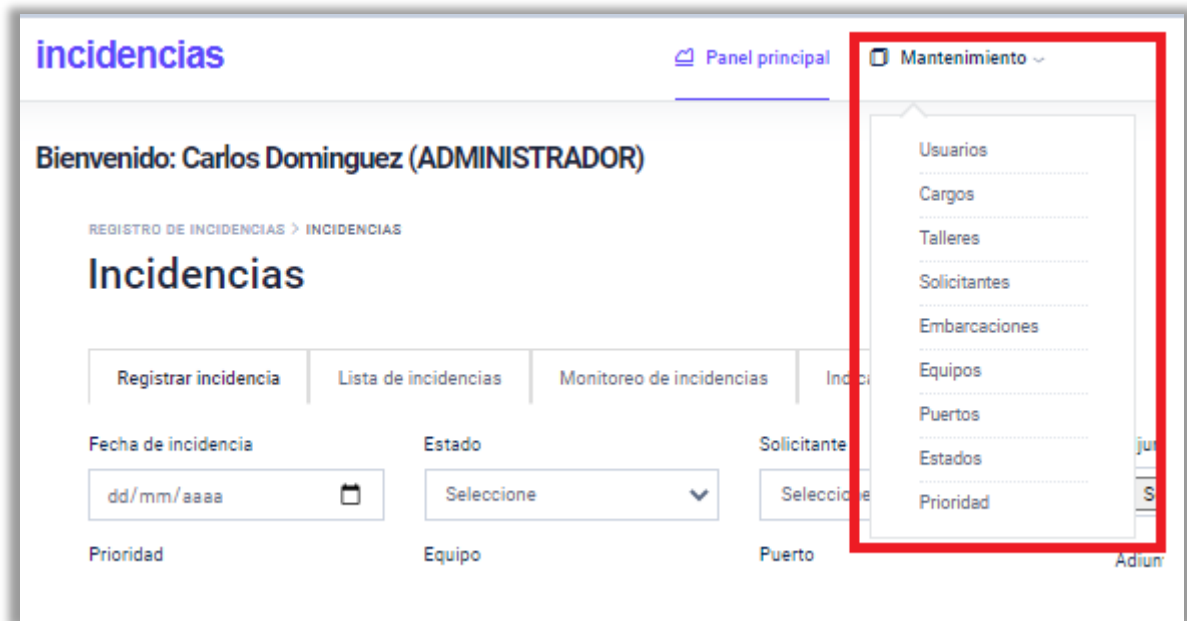 incidencias
Panel principal
Mantenimiento
Usuarios
Cargos
Talleres
Solicitantes
Embarcaciones
Equipos
Puertos
Estados
Prioridad
Bienvenido: Carlos Dominguez (ADMINISTRADOR)
REGISTRO DE INCIDENCIAS > INCIDENCIAS
Incidencias
Registrar incidencia
Lista de incidencias
Monitoreo de incidencias
Fecha de incidencia
Estado
Solicitante
dd/mm/aaaa
Seleccione
Seleccione
Prioridad
Equipo
Puerto